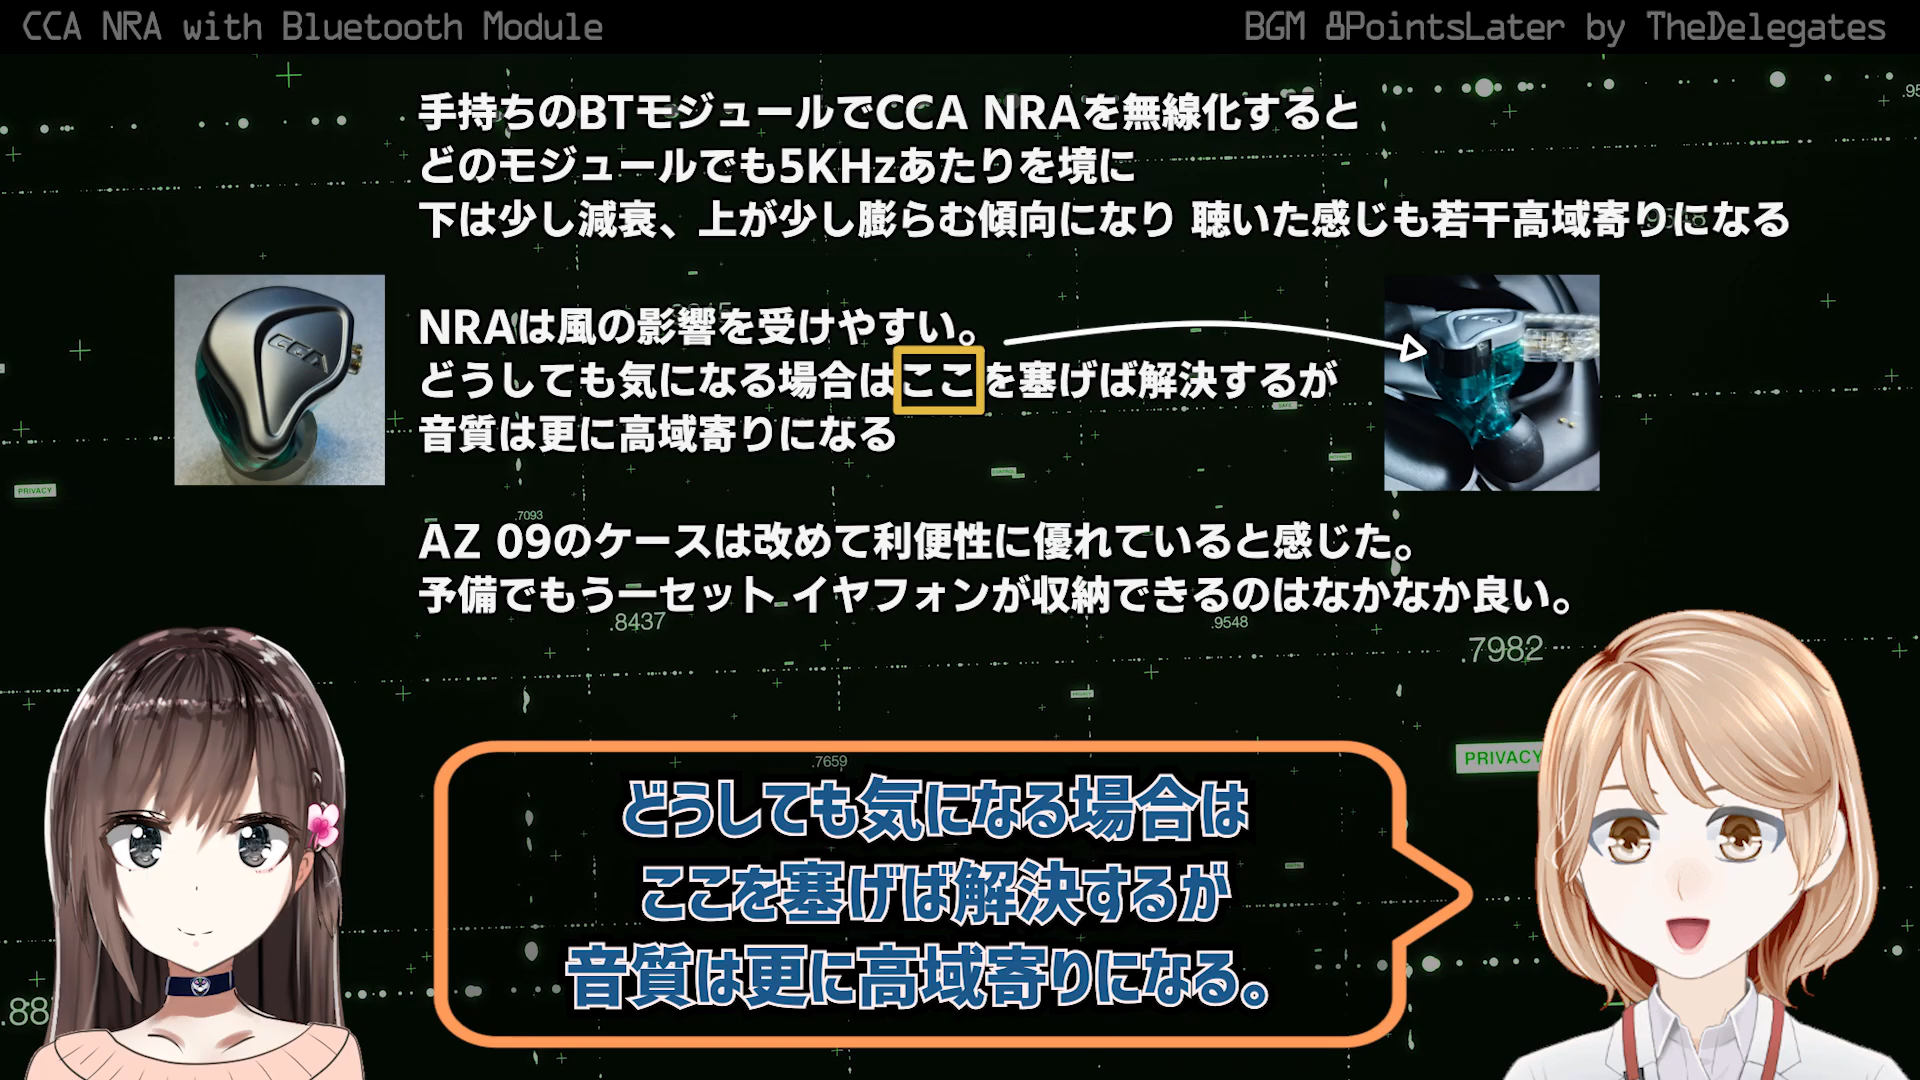 CCA NRA with Bluetooth Module
BGM 8PointsLater by TheDelegates
手持ちのBTモジュールでCCA NRAを無線化すると
どのモジュールでも5KHzあたりを境に
下は少し減衰、上が少し膨らむ傾向になり 聴いた感じも若干高域寄りになる
NRAは風の影響を受けやすい。
どうしても気になる場合はここを塞げば解決するが
音質は更に高域寄りになる
CCA
PRIVACY
.7093
AZ 09のケースは改めて利便性に優れていると感じた。
予備でもう一セット イヤフォンが収納できるのはなかなか良い。
.8437
.9548
.7982
PRIVACY
.7659
どうしても気になる場合は
ここを塞げば解決するが
音質は更に高域寄りになる。
.88